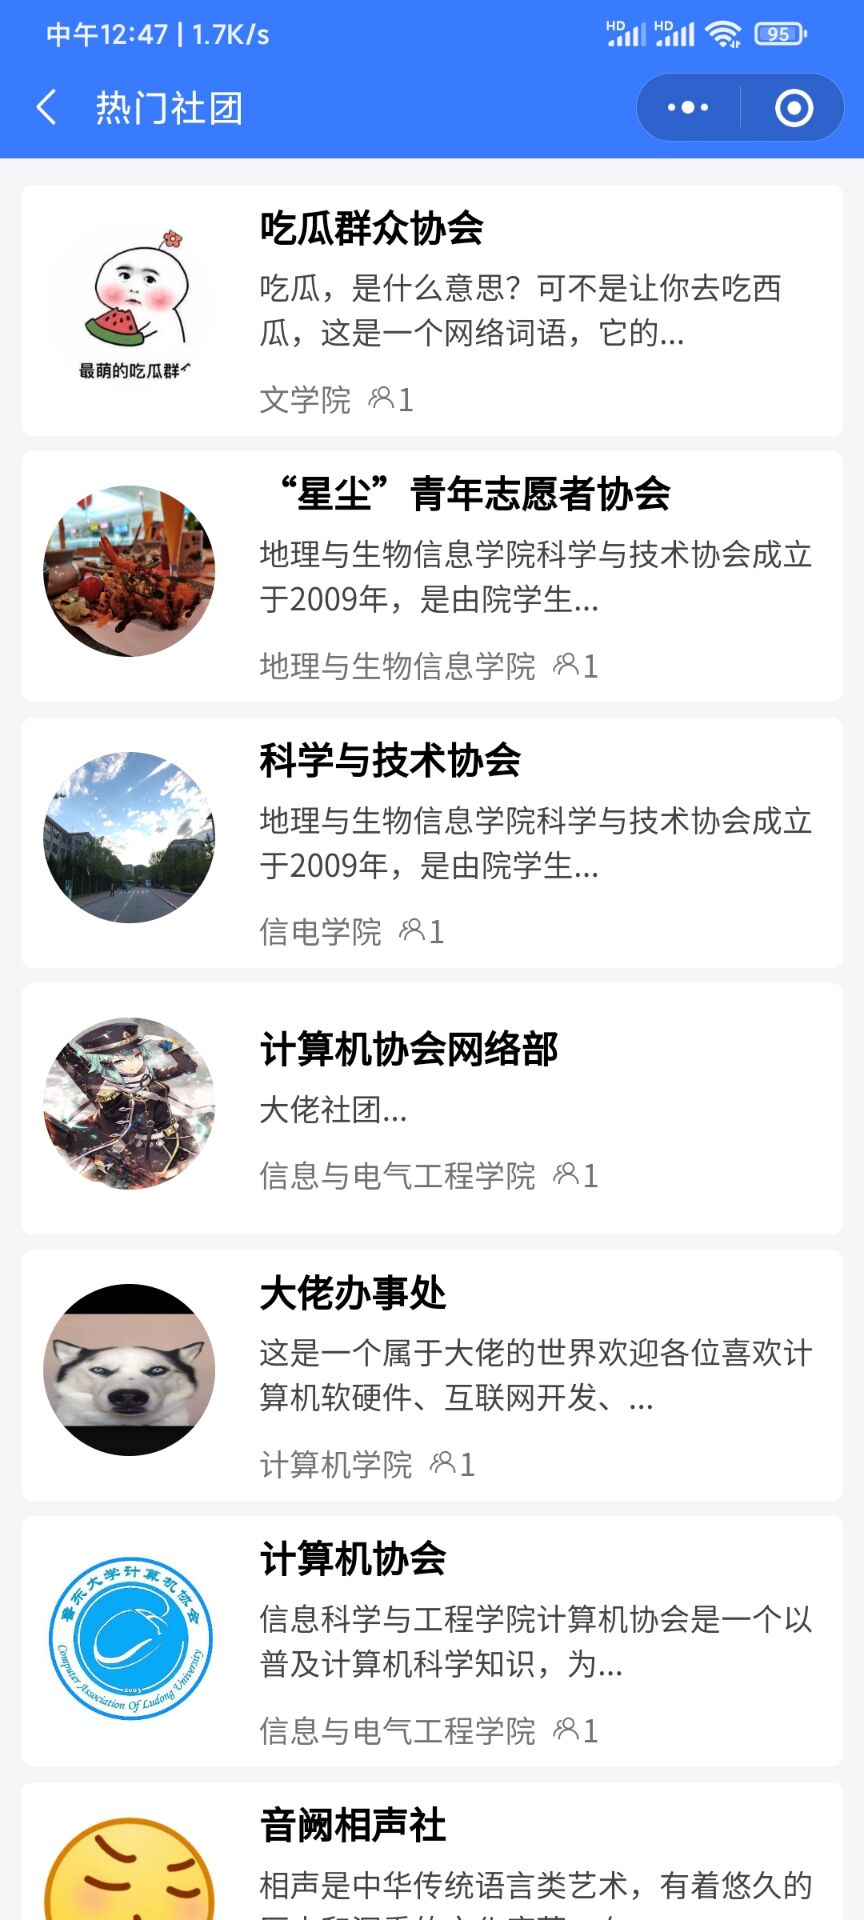 中午12:47 | 1.7K/s
HD HD 95
热门社团
吃瓜群众协会
吃瓜，是什么意思？可不是让你去吃西
瓜，这是一个网络词语，它的...
文学院 1
最萌的吃瓜群
“星尘”青年志愿者协会
地理与生物信息学院科学与技术协会成立
于2009年，是由院学生...
地理与生物信息学院 1
科学与技术协会
地理与生物信息学院科学与技术协会成立
于2009年，是由院学生...
信电学院 1
计算机协会网络部
大佬社团...
信息与电气工程学院 1
大佬办事处
这是一个属于大佬的世界欢迎各位喜欢计
算机软硬件、互联网开发、...
计算机学院 1
鲁东大学计算机协会
Computer Association Of Ludong University
2003
计算机协会
信息科学与工程学院计算机协会是一个以
普及计算机科学知识，为...
信息与电气工程学院 1
音阙相声社
相声是中华传统语言类艺术，有着悠久的